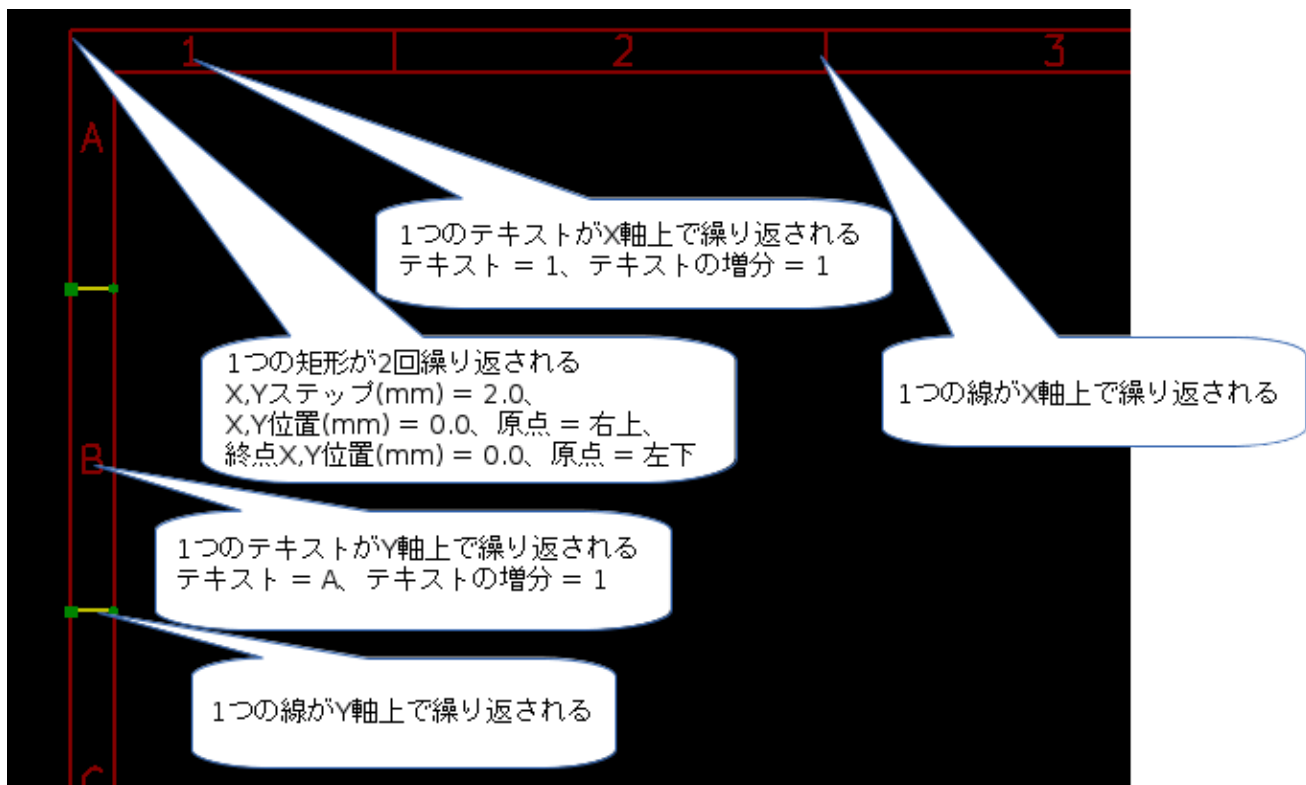 1
2
3
A
1つのテキストがX軸上で繰り返される
テキスト = 1、テキストの増分 = 1
1つの矩形が2回繰り返される
X,Yステップ(mm) = 2.0、
X,Y位置(mm) = 0.0、原点 = 右上、
終点X,Y位置(mm) = 0.0、原点 = 左下
1つの線がX軸上で繰り返される
B
1つのテキストがY軸上で繰り返される
テキスト = A、テキストの増分 = 1
1つの線がY軸上で繰り返される
C